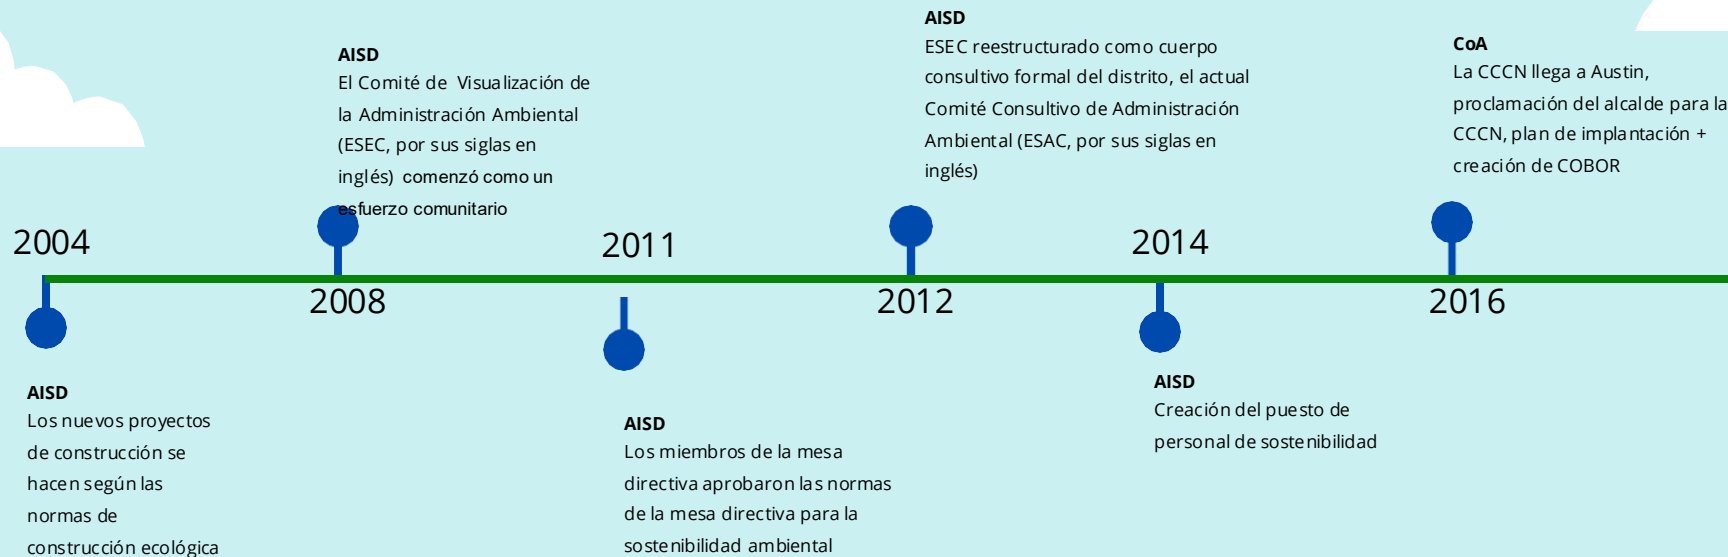 2004
AISD
Los nuevos proyectos
de construcción se
hacen según las
normas de
construcción ecológica
AISD
El Comité de Visualización de
la Administración Ambiental
(ESEC, por sus siglas en
inglés) comenzó como un
esfuerzo comunitario
2008
2011
AISD
Los miembros de la mesa
directiva aprobaron las normas
de la mesa directiva para la
sostenibilidad ambiental
AISD
ESEC reestructurado como cuerpo
consultivo formal del distrito, el actual
Comité Consultivo de Administración
Ambiental (ESAC, por sus siglas en
inglés)
2012
2014
AISD
Creación del puesto de
personal de sostenibilidad
CoA
La CCCN llega a Austin,
proclamación del alcalde para la
CCCN, plan de implantación +
creación de COBOR
2016